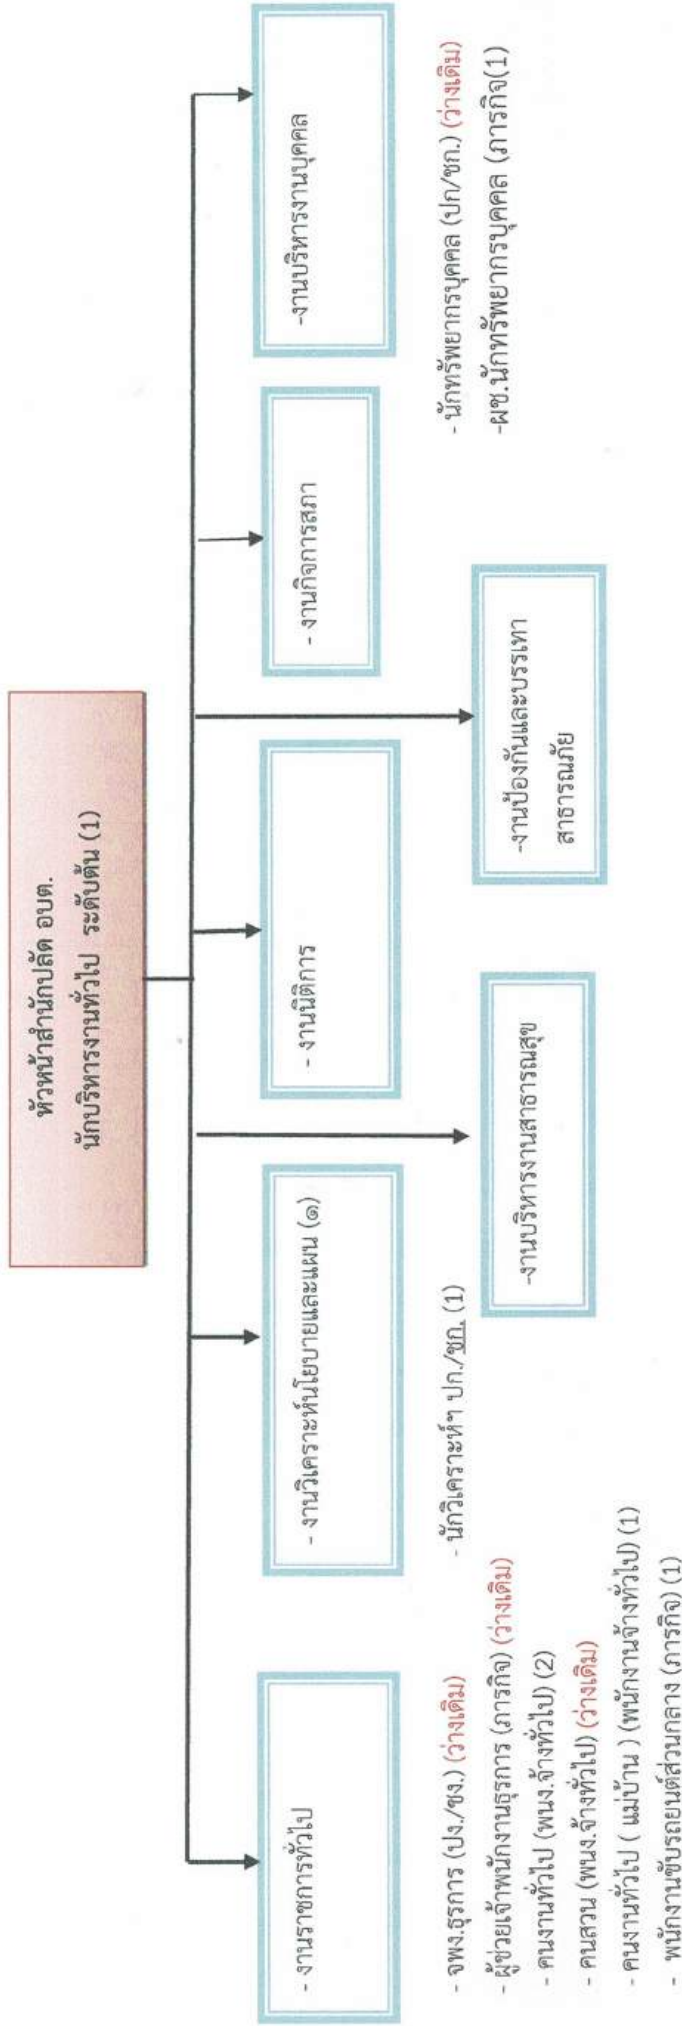 หัวหน้าสำนักปลัด อบต.
นักบริหารงานทั่วไป ระดับต้น (1)
- งานราชการทั่วไป
- งานวิเคราะห์นโยบายและแผน (๑)
- งานนิติการ
- งานกิจการสภา
-งานบริหารงานบุคคล
- จพง.ธุรการ (ปง./ชง.) (ว่างเดิม)
- ผู้ช่วยเจ้าพนักงานธุรการ (ภารกิจ) (ว่างเดิม)
- คนงานทั่วไป (พนง.จ้างทั่วไป) (2)
- คนสวน (พนง.จ้างทั่วไป) (ว่างเดิม)
- คนงานทั่วไป ( แม่บ้าน ) (พนักงานจ้างทั่วไป) (1)
- พนักงานขับรถยนต์ส่วนกลาง (ภารกิจ) (1)
- นักวิเคราะห์ฯ ปก./ชก. (1)
-งานบริหารงานสาธารณสุข
-งานป้องกันและบรรเทา
สาธารณภัย
- นักทรัพยากรบุคคล (ปก/ชก.) (ว่างเดิม)
-ผช.นักทรัพยากรบุคคล (ภารกิจ(1)